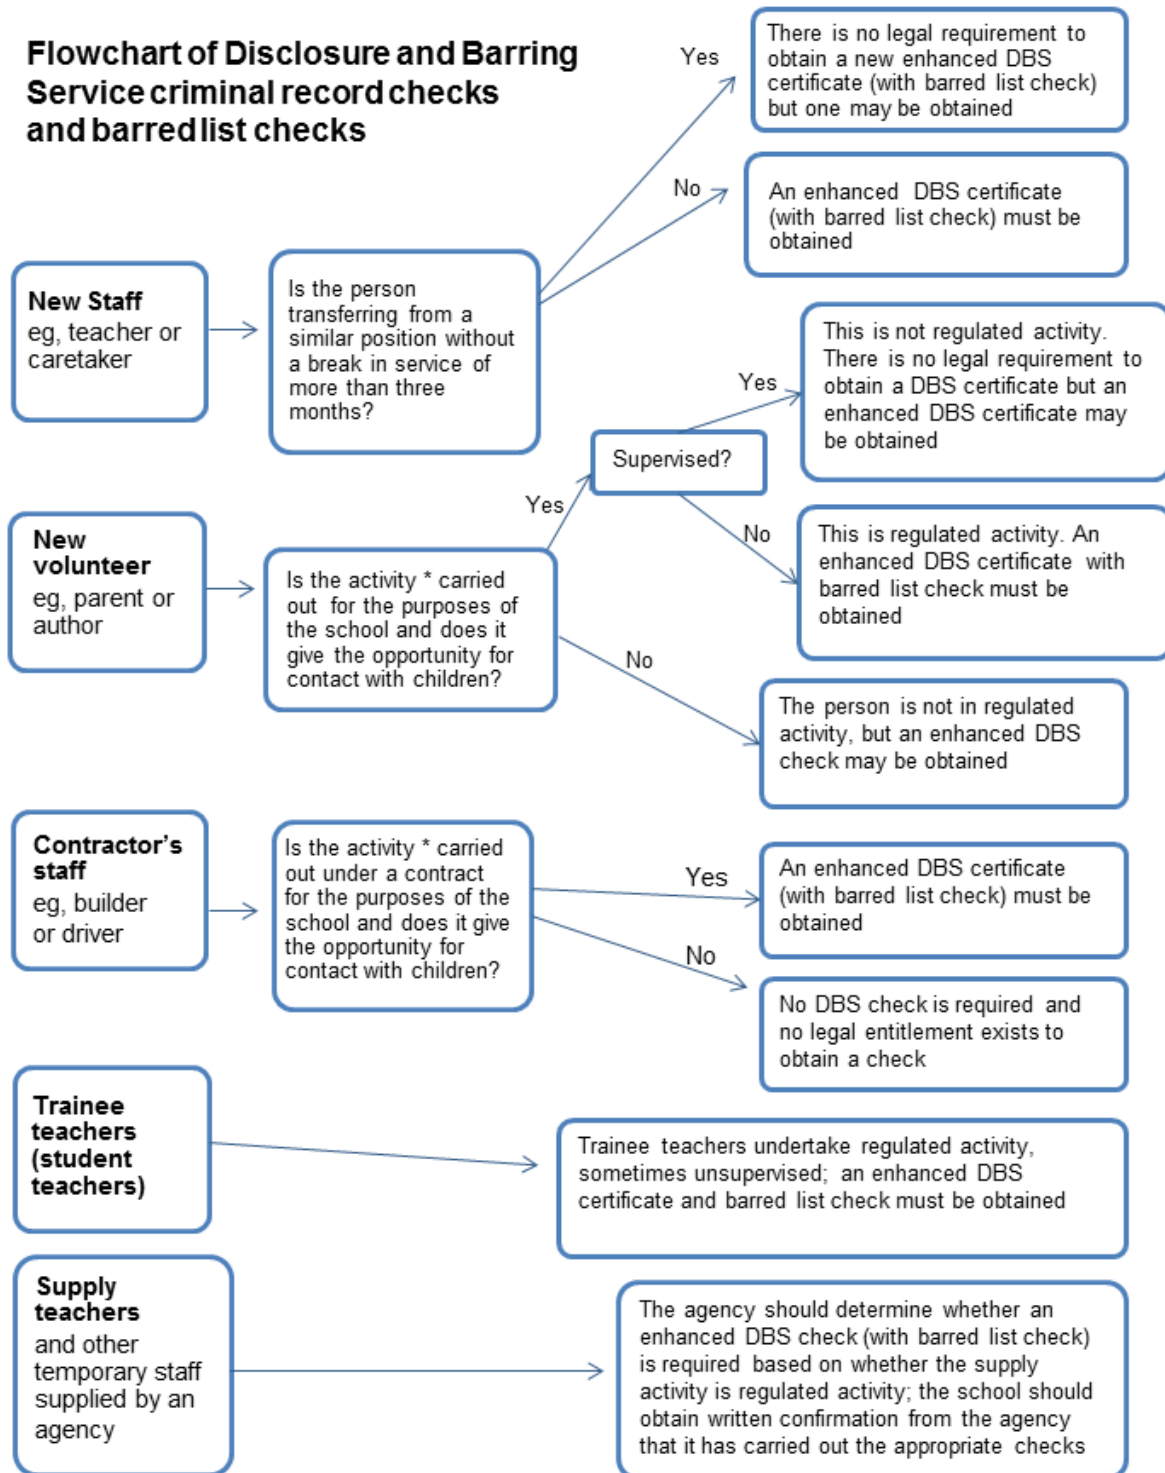 Flowchart of Disclosure and Barring
Service criminal record checks
and barred list checks
New Staff
eg, teacher or
caretaker
Is the person
transferring from a
similar position without
a break in service of
more than three
months?
Yes
There is no legal requirement to
obtain a new enhanced DBS
certificate (with barred list check)
but one may be obtained
No
An enhanced DBS certificate
(with barred list check) must be
obtained
New
volunteer
eg, parent or
author
Is the activity * carried
out for the purposes of
the school and does it
give the opportunity for
contact with children?
Yes
Supervised?
Yes
This is not regulated activity.
There is no legal requirement to
obtain a DBS certificate but an
enhanced DBS certificate may
be obtained
No
This is regulated activity. An
enhanced DBS certificate with
barred list check must be
obtained
No
The person is not in regulated
activity, but an enhanced DBS
check may be obtained
Contractor's
staff
eg, builder
or driver
Is the activity * carried
out under a contract
for the purposes of the
school and does it give
the opportunity for
contact with children?
Yes
An enhanced DBS certificate
(with barred list check) must be
obtained
No
No DBS check is required and
no legal entitlement exists to
obtain a check
Trainee
teachers
(student
teachers)
Trainee teachers undertake regulated activity,
sometimes unsupervised; an enhanced DBS
certificate and barred list check must be obtained
Supply
teachers
and other
temporary staff
supplied by an
agency
The agency should determine whether an
enhanced DBS check (with barred list check)
is required based on whether the supply
activity is regulated activity; the school should
obtain written confirmation from the agency
that it has carried out the appropriate checks